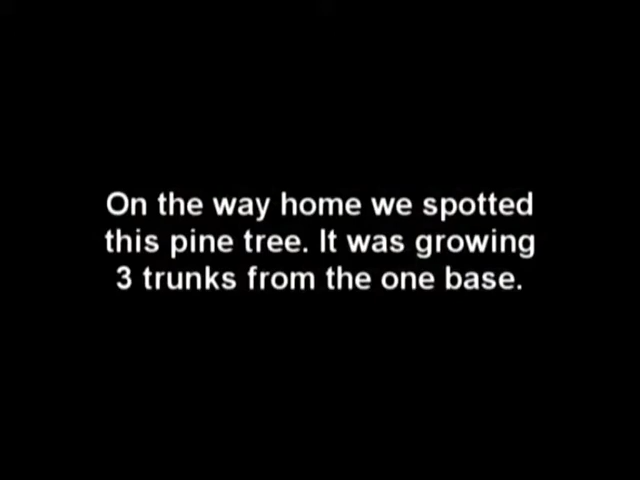 On the way home we spotted
this pine tree. It was growing
3 trunks from the one base.